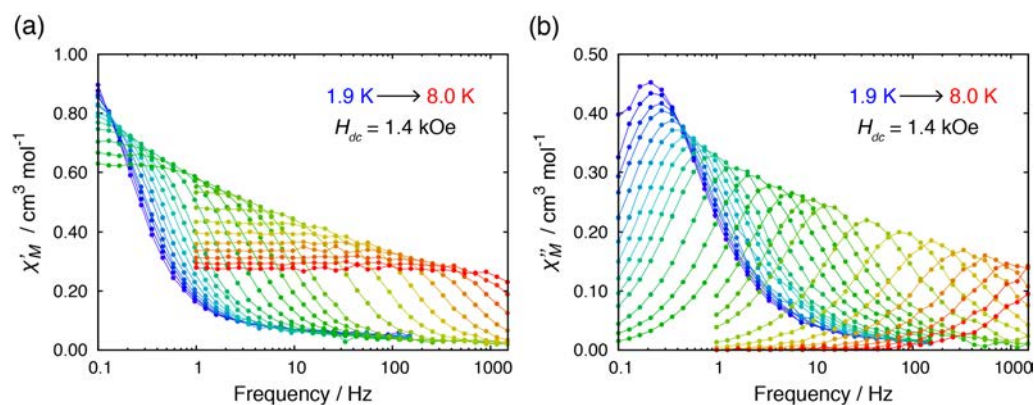 (a)
1.00
0.80
0.60
0.40
0.20
0.00
χ'M / cm³ mol⁻¹
1.9 K → 8.0 K
Hdc = 1.4 kOe
0.1 1 10 100 1000
Frequency / Hz
(b)
0.50
0.40
0.30
0.20
0.10
0.00
χ''M / cm³ mol⁻¹
1.9 K → 8.0 K
Hdc = 1.4 kOe
0.1 1 10 100 1000
Frequency / Hz